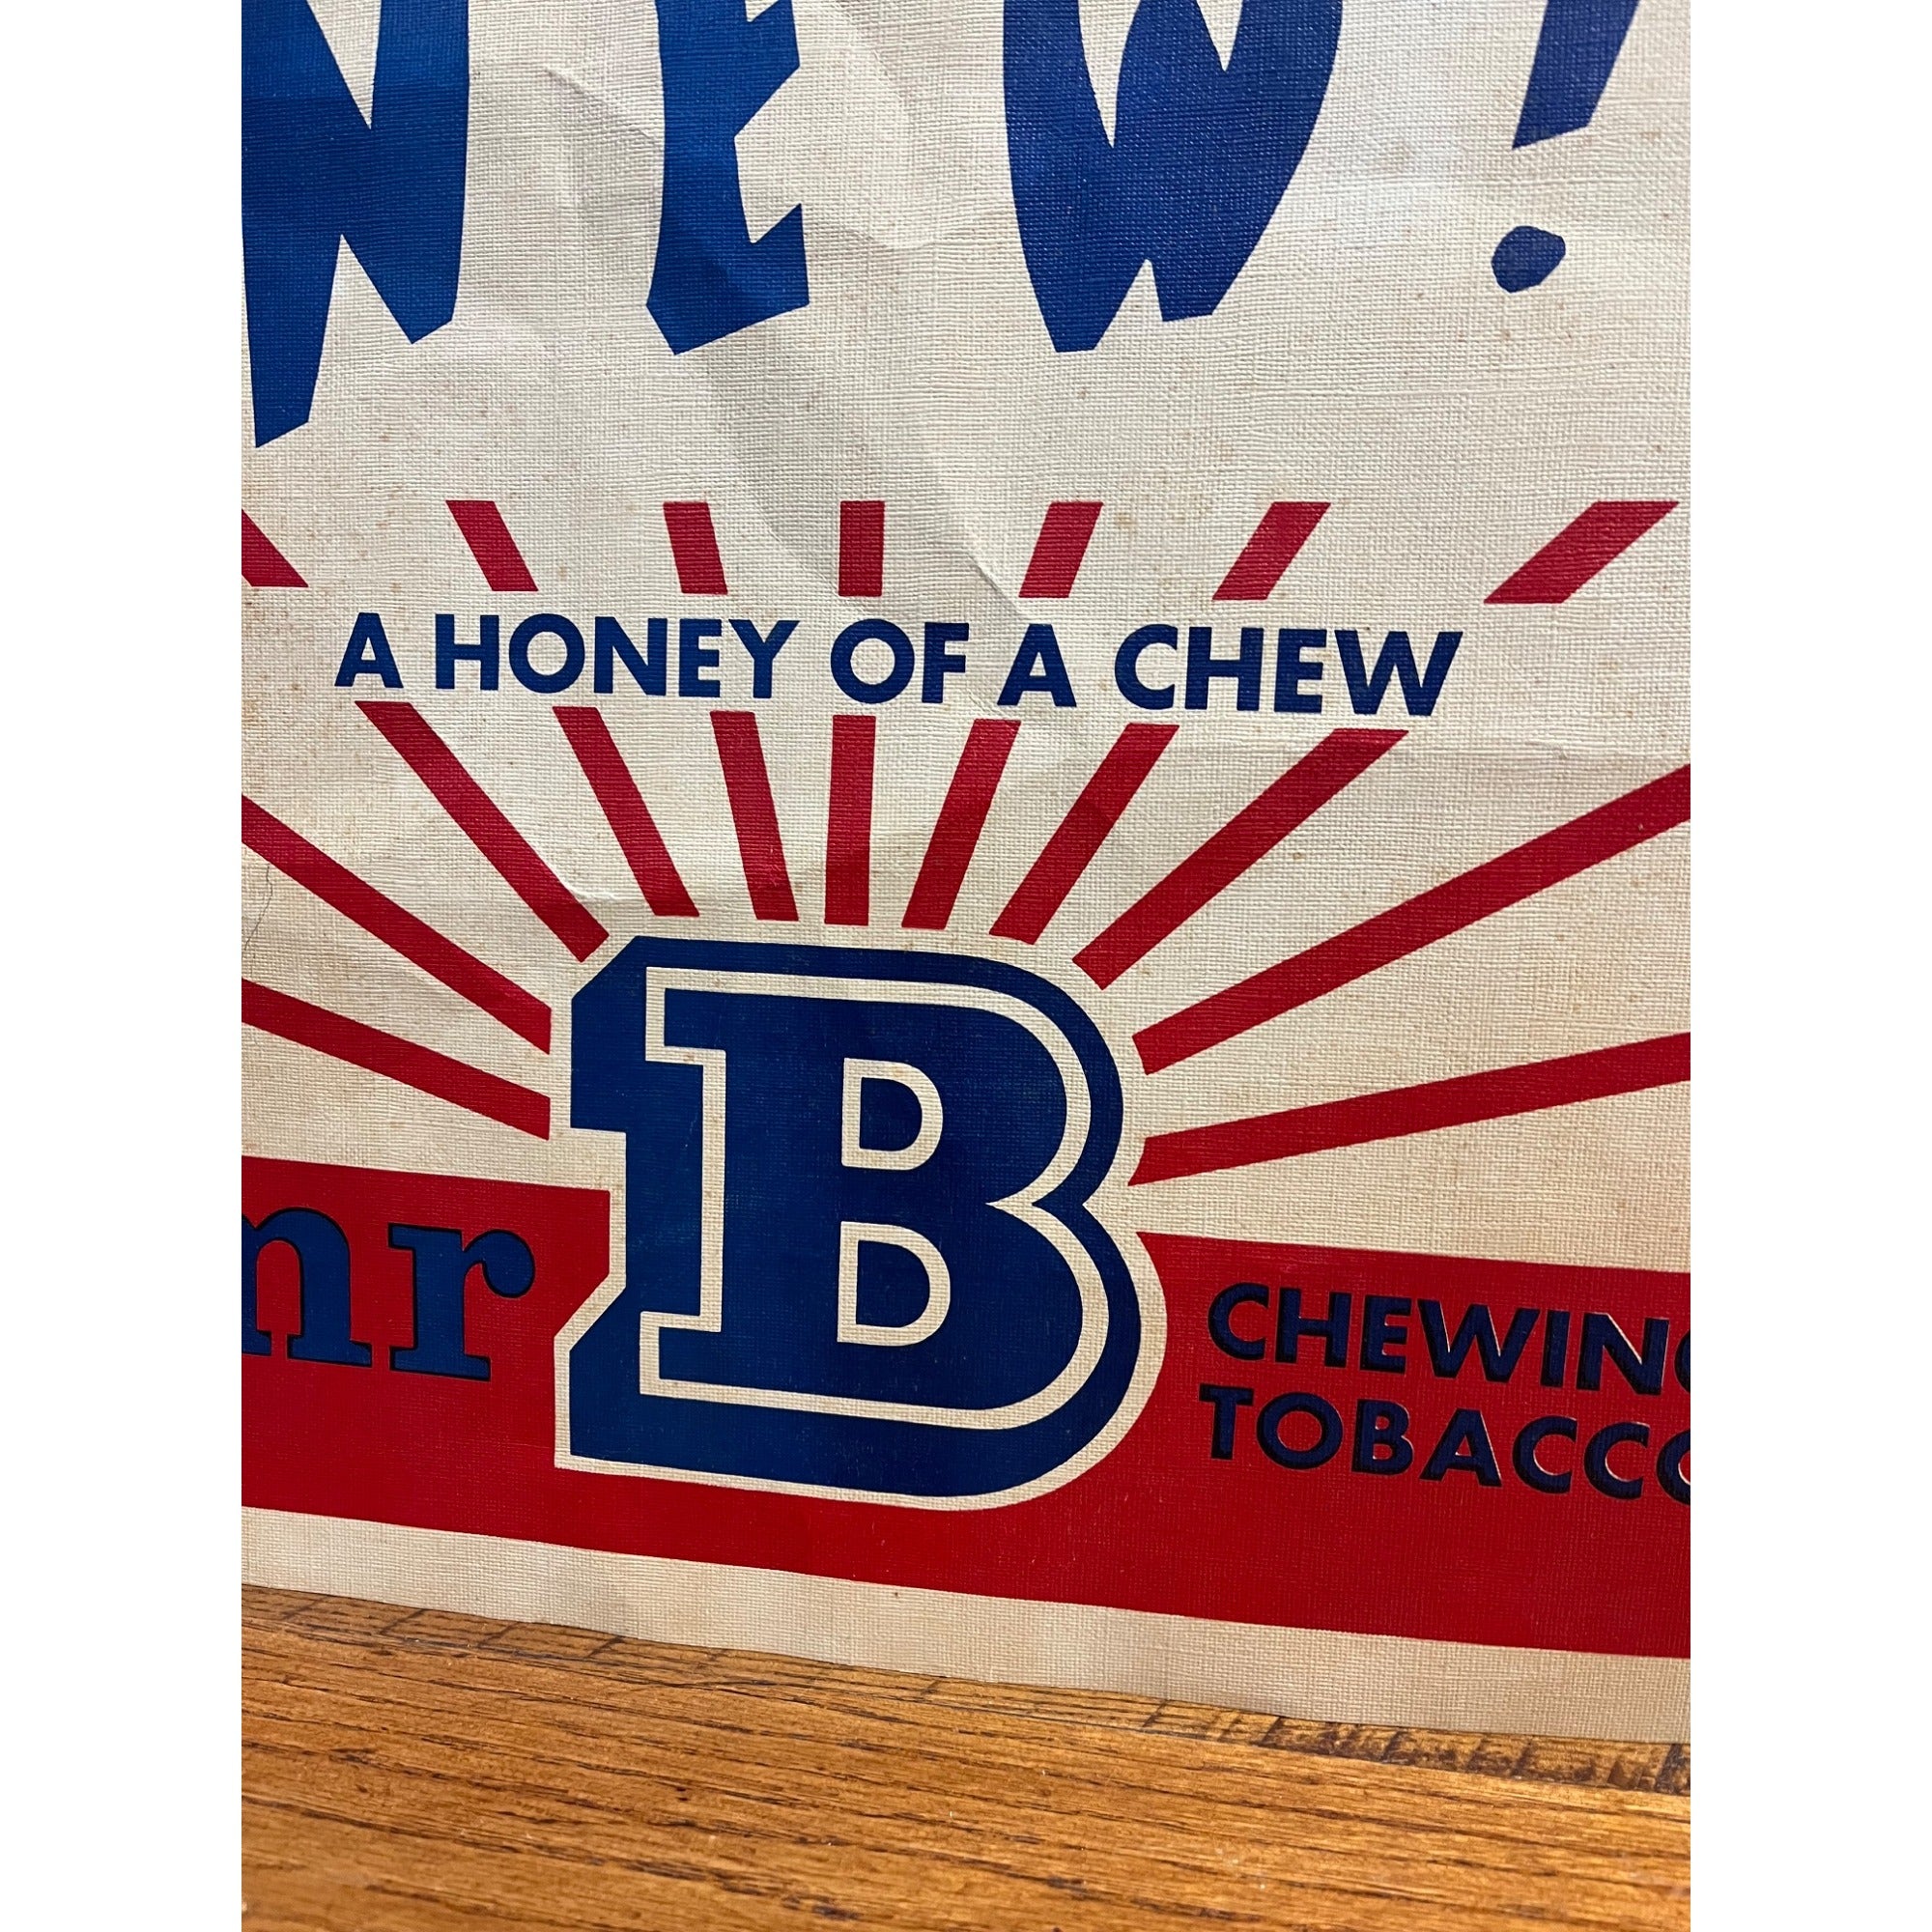 NEW!
A HONEY OF A CHEW
mr B CHEWING
TOBACCO